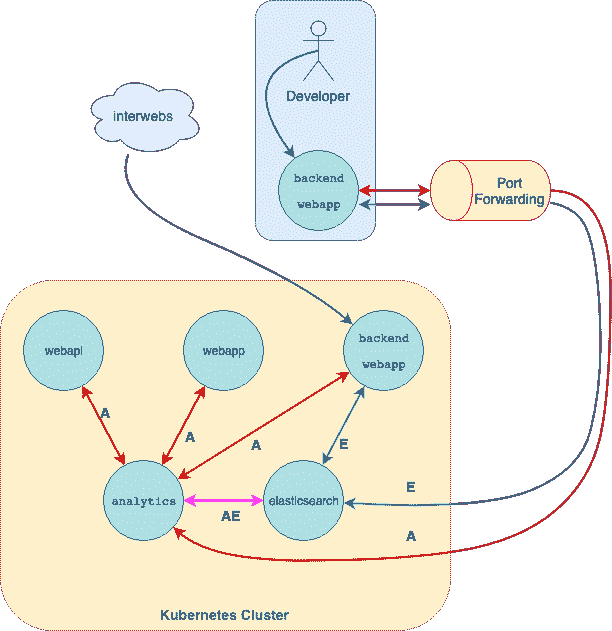 Developer
interwebs
backend
webapp
Port
Forwarding
webapi
webapp
backend
webapp
A
A
A
E
analytics
elasticsearch
AE
E
A
Kubernetes Cluster